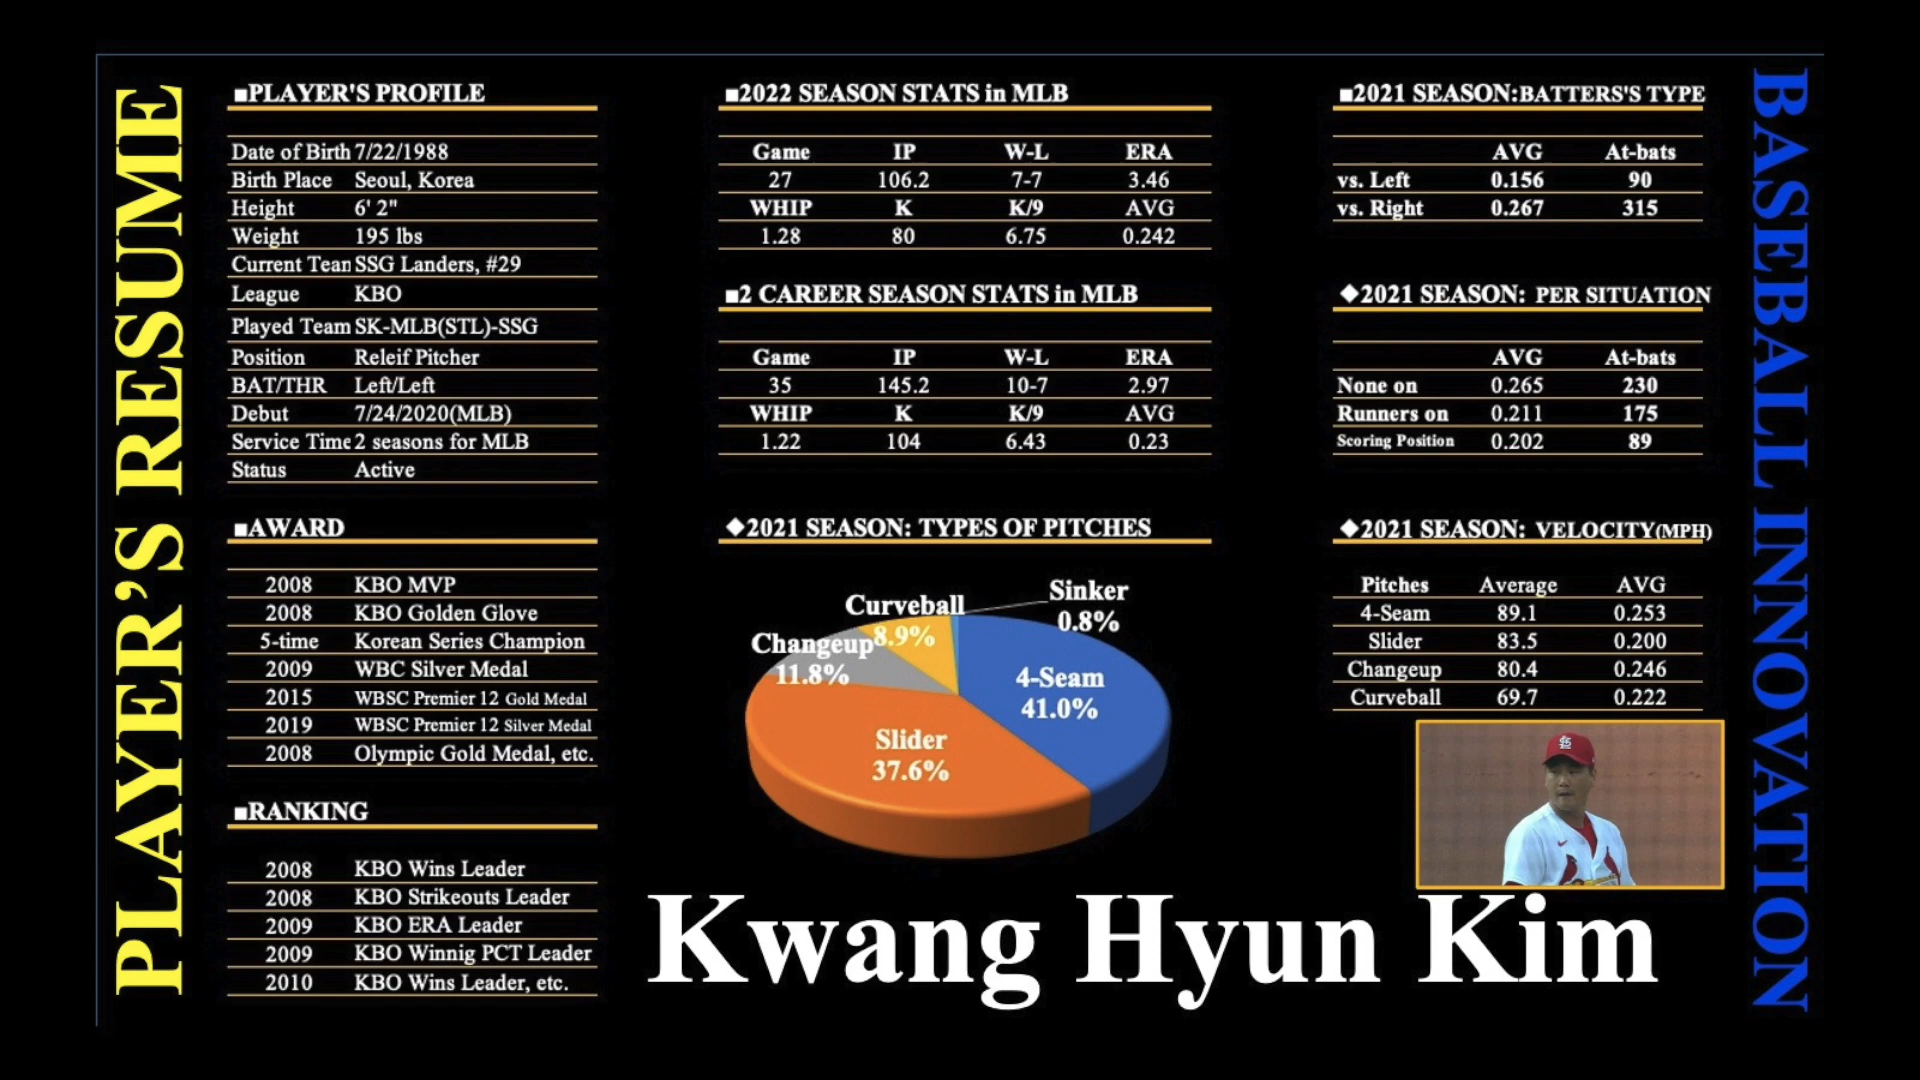 PLAYER'S RESUME
■PLAYER'S PROFILE
Date of Birth 7/22/1988
Birth Place Seoul, Korea
Height 6' 2"
Weight 195 lbs
Current Tean SSG Landers, #29
League KBO
Played Team SK-MLB(STL)-SSG
Position Releif Pitcher
BAT/THR Left/Left
Debut 7/24/2020(MLB)
Service Time 2 seasons for MLB
Status Active
■AWARD
2008 KBO MVP
2008 KBO Golden Glove
5-time Korean Series Champion
2009 WBC Silver Medal
2015 WBSC Premier 12 Gold Medal
2019 WBSC Premier 12 Silver Medal
2008 Olympic Gold Medal, etc.
■RANKING
2008 KBO Wins Leader
2008 KBO Strikeouts Leader
2009 KBO ERA Leader
2009 KBO Winnig PCT Leader
2010 KBO Wins Leader, etc.
■2022 SEASON STATS in MLB
Game IP W-L ERA
27 106.2 7-7 3.46
WHIP K K/9 AVG
1.28 80 6.75 0.242
■2 CAREER SEASON STATS in MLB
Game IP W-L ERA
35 145.2 10-7 2.97
WHIP K K/9 AVG
1.22 104 6.43 0.23
◆2021 SEASON: TYPES OF PITCHES
Sinker
0.8%
Curveball
8.9%
Changeup
11.8%
4-Seam
41.0%
Slider
37.6%
■2021 SEASON:BATTERS'S TYPE
AVG At-bats
vs. Left 0.156 90
vs. Right 0.267 315
◆2021 SEASON: PER SITUATION
AVG At-bats
None on 0.265 230
Runners on 0.211 175
Scoring Position 0.202 89
◆2021 SEASON: VELOCITY(MPH)
Pitches Average AVG
4-Seam 89.1 0.253
Slider 83.5 0.200
Changeup 80.4 0.246
Curveball 69.7 0.222
Kwang Hyun Kim
BASEBALL INNOVATION